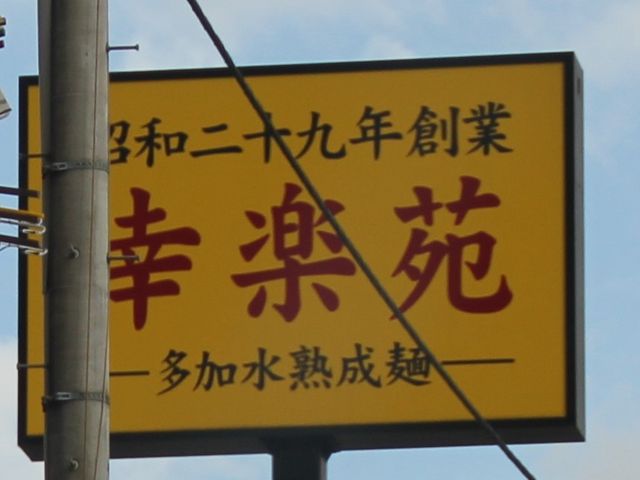 昭和二十九年創業
幸楽苑
多加水熟成麺